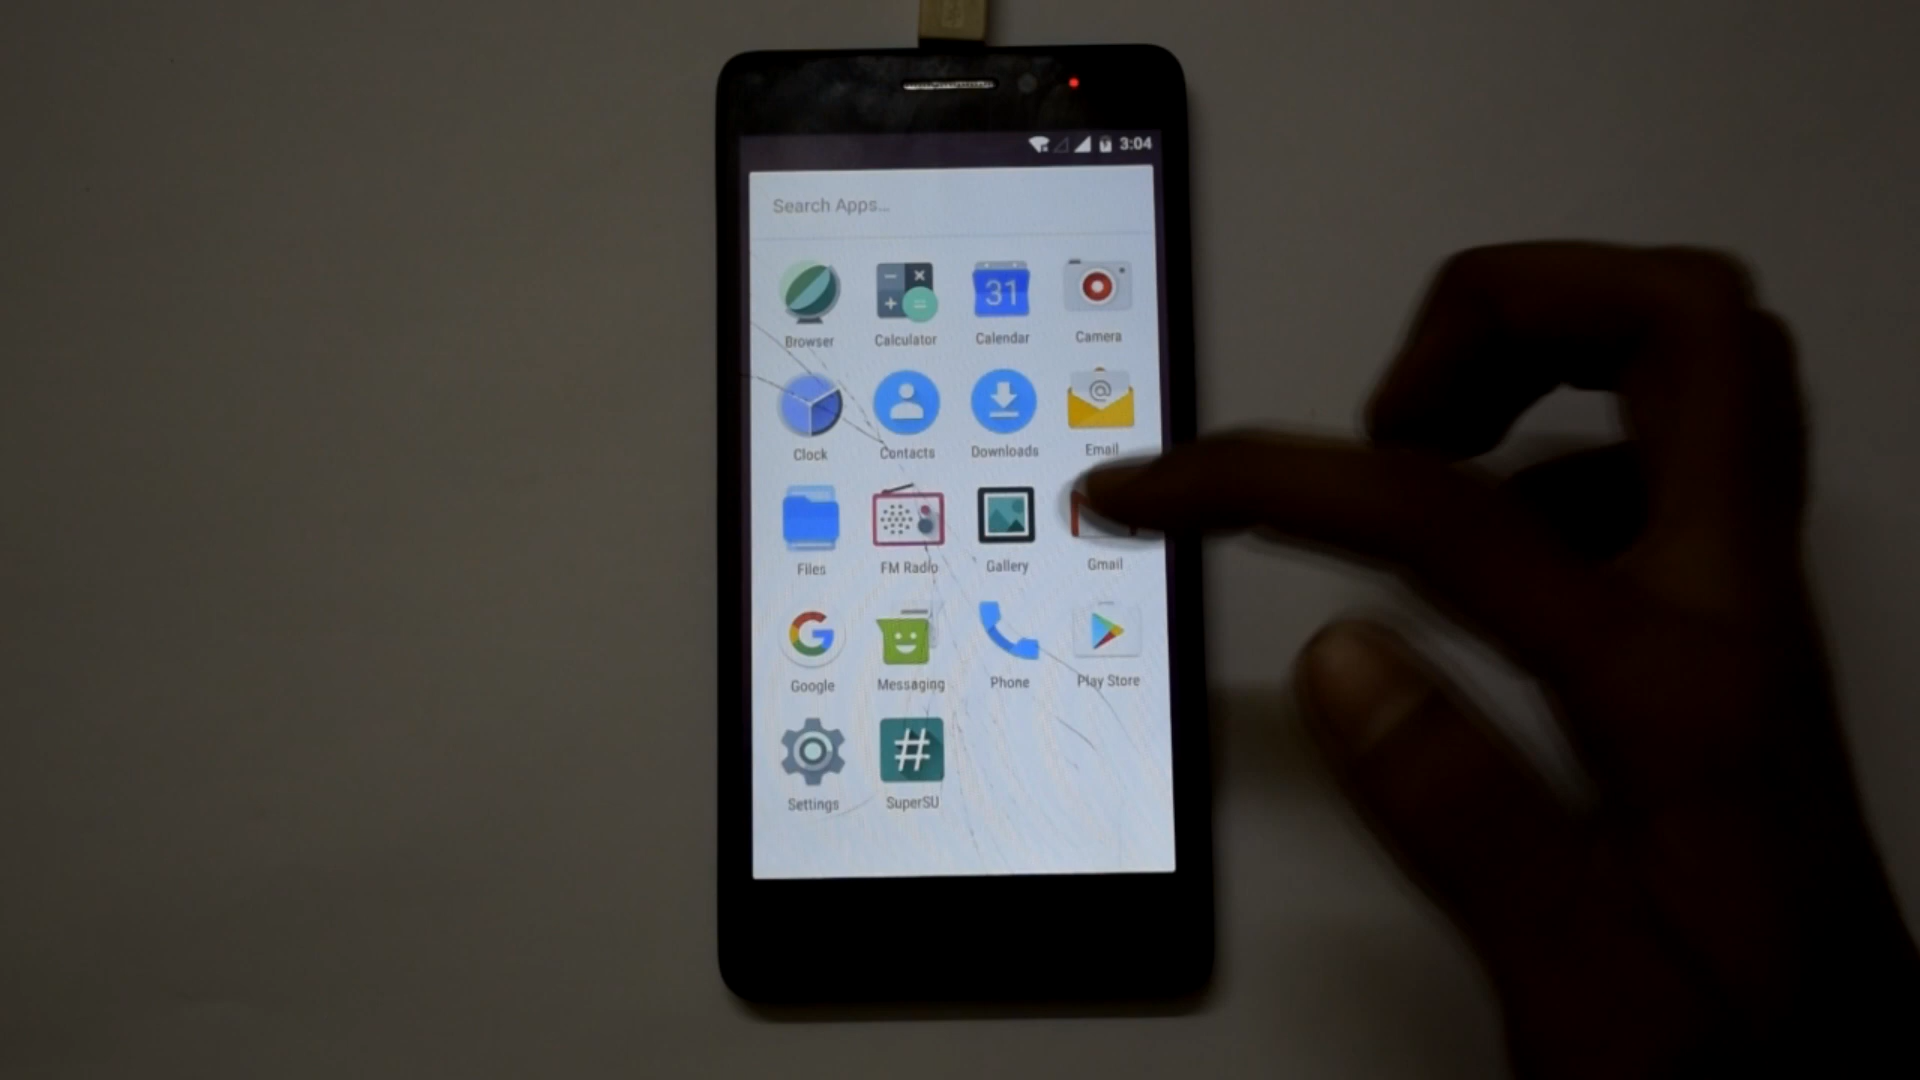 3:04
Search Apps...
31
Browser Calculator Calendar Camera
@
Clock Contacts Downloads Email
Files FM Radio Gallery Gmail
G
Google Messaging Phone Play Store
#
Settings SuperSU